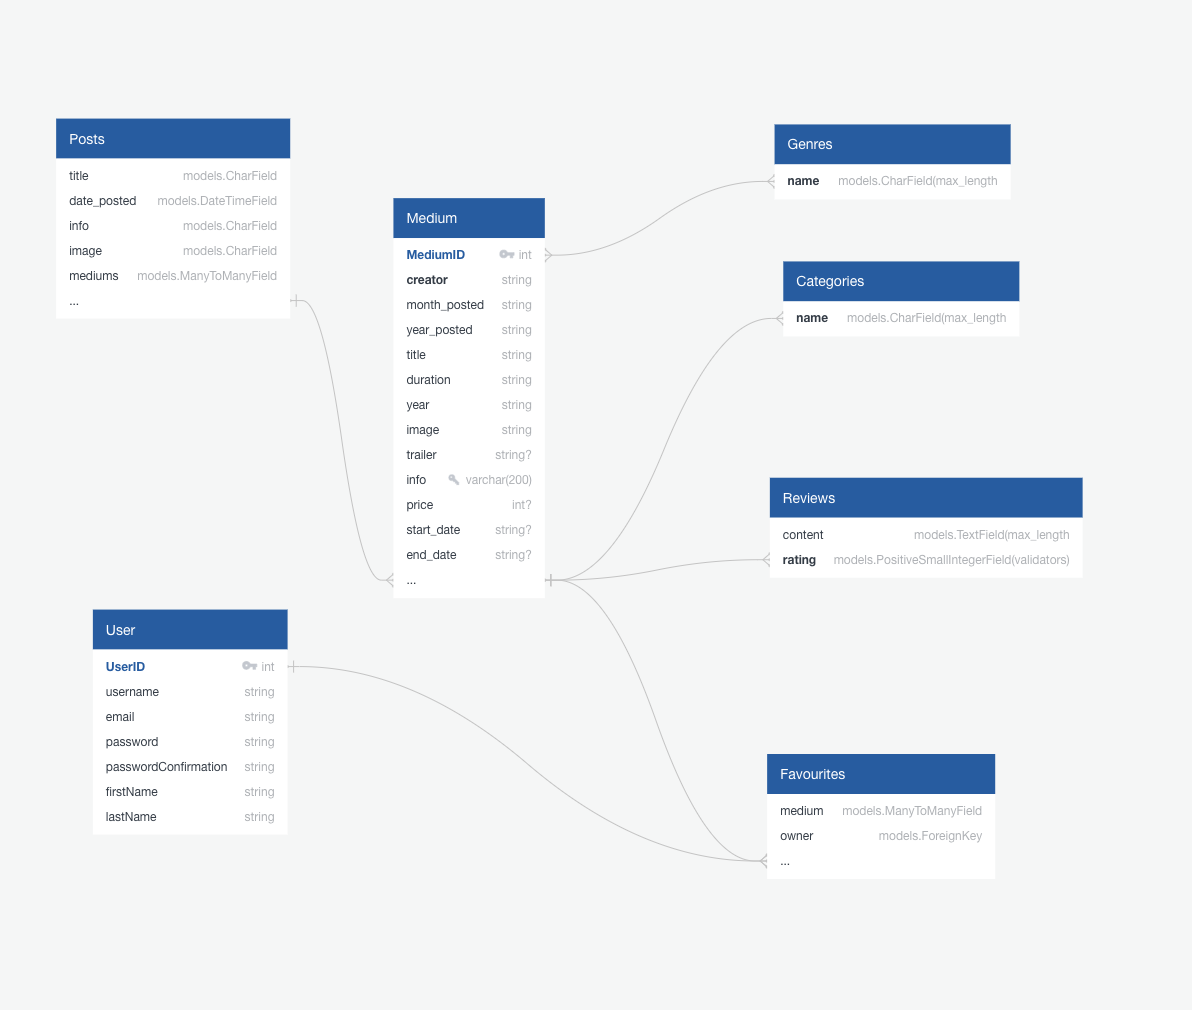 Posts
title models.CharField
date_posted models.DateTimeField
info models.CharField
image models.CharField
mediums models.ManyToManyField
...
Medium
MediumID int
creator string
month_posted string
year_posted string
title string
duration string
year string
image string
trailer string?
info varchar(200)
price int?
start_date string?
end_date string?
...
Genres
name models.CharField(max_length
Categories
name models.CharField(max_length
Reviews
content models.TextField(max_length
rating models.PositiveSmallIntegerField(validators)
User
UserID int
username string
email string
password string
passwordConfirmation string
firstName string
lastName string
Favourites
medium models.ManyToManyField
owner models.ForeignKey
...